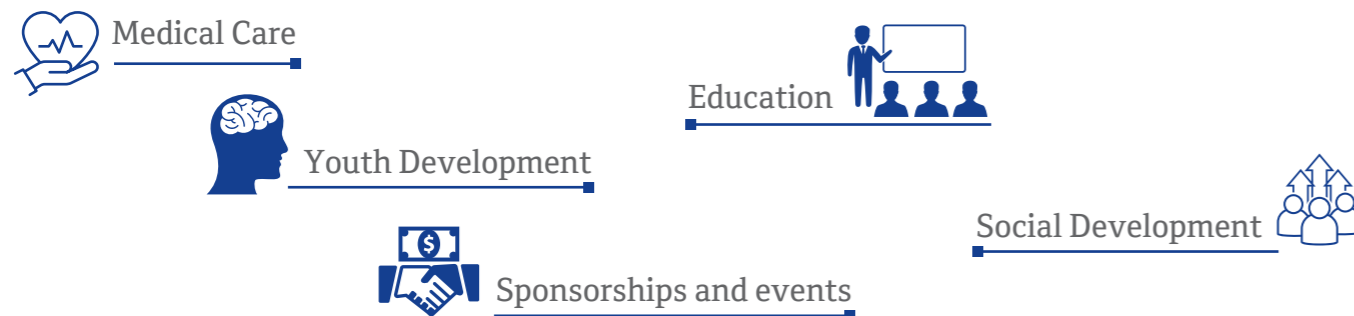 Medical Care
Education
Youth Development
Social Development
$
Sponsorships and events